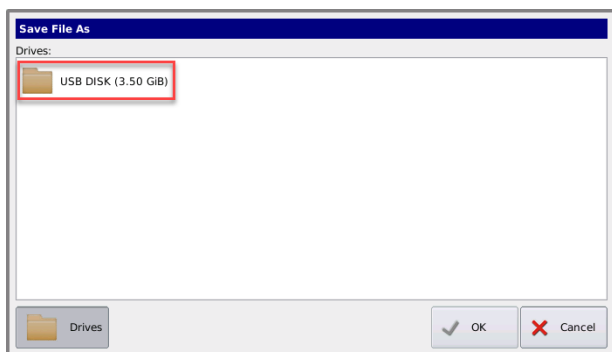 Save File As
Drives:
USB DISK (3.50 GiB)
Drives
OK
Cancel